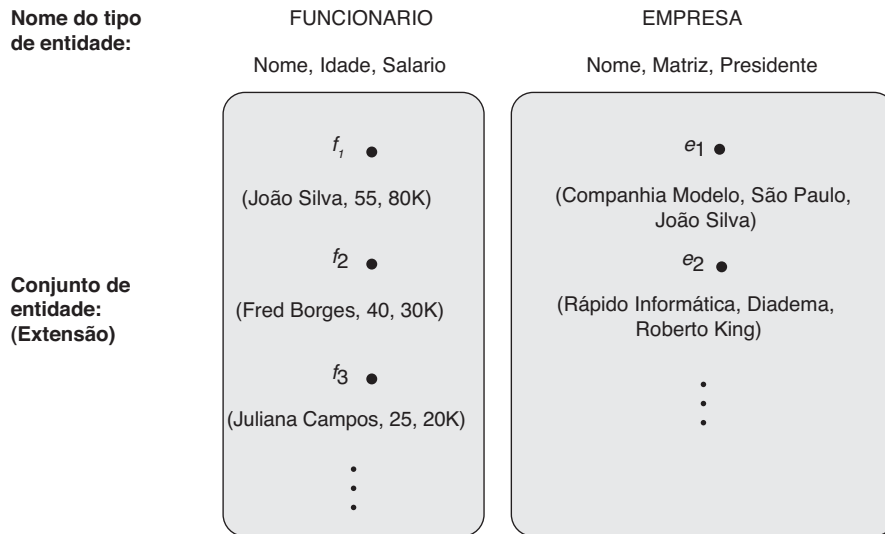 Nome do tipo
de entidade:
FUNCIONARIO
EMPRESA
Nome, Idade, Salario
Nome, Matriz, Presidente
f1
(João Silva, 55, 80K)
f2
(Fred Borges, 40, 30K)
f3
(Juliana Campos, 25, 20K)
e1
(Companhia Modelo, São Paulo,
João Silva)
e2
(Rápido Informática, Diadema,
Roberto King)
Conjunto de
entidade:
(Extensão)